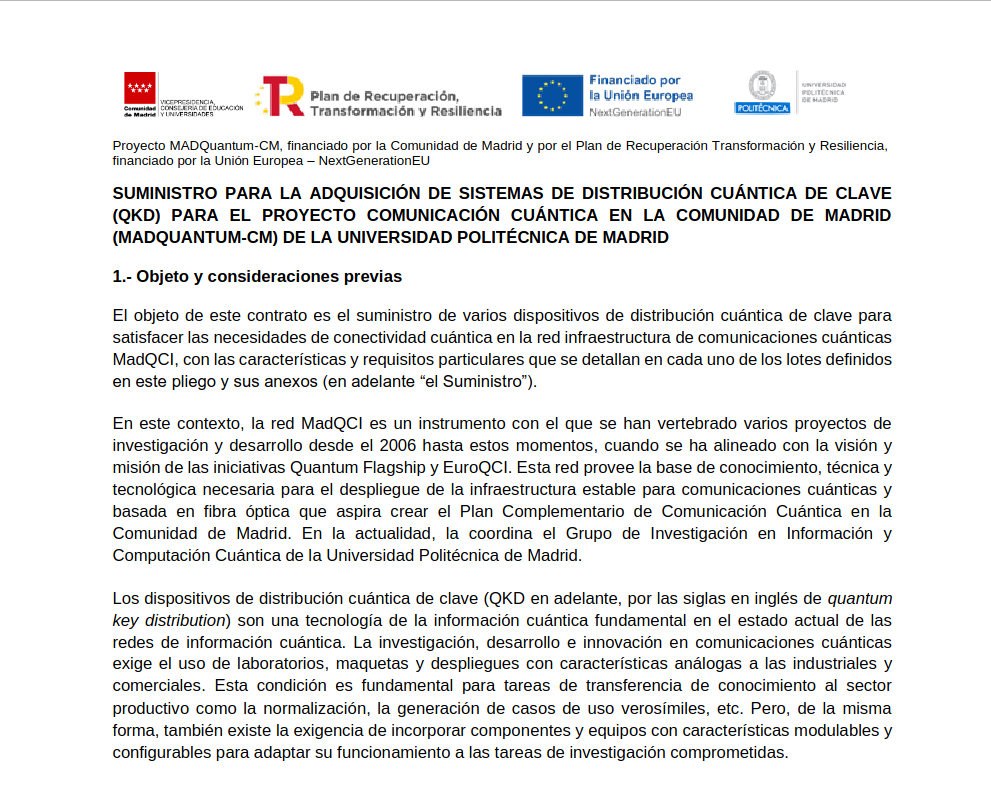 Comunidad
de Madrid
VICEPRESIDENCIA,
CONSEJERÍA DE EDUCACIÓN
Y UNIVERSIDADES
Plan de Recuperación,
Transformación y Resiliencia
Financiado por
la Unión Europea
NextGenerationEU
POLITÉCNICA
UNIVERSIDAD
POLITÉCNICA
DE MADRID
Proyecto MADQuantum-CM, financiado por la Comunidad de Madrid y por el Plan de Recuperación Transformación y Resiliencia,
financiado por la Unión Europea – NextGenerationEU
SUMINISTRO PARA LA ADQUISICIÓN DE SISTEMAS DE DISTRIBUCIÓN CUÁNTICA DE CLAVE
(QKD) PARA EL PROYECTO COMUNICACIÓN CUÁNTICA EN LA COMUNIDAD DE MADRID
(MADQUANTUM-CM) DE LA UNIVERSIDAD POLITÉCNICA DE MADRID
1.- Objeto y consideraciones previas
El objeto de este contrato es el suministro de varios dispositivos de distribución cuántica de clave para
satisfacer las necesidades de conectividad cuántica en la red infraestructura de comunicaciones cuánticas
MadQCI, con las características y requisitos particulares que se detallan en cada uno de los lotes definidos
en este pliego y sus anexos (en adelante “el Suministro”).
En este contexto, la red MadQCI es un instrumento con el que se han vertebrado varios proyectos de
investigación y desarrollo desde el 2006 hasta estos momentos, cuando se ha alineado con la visión y
misión de las iniciativas Quantum Flagship y EuroQCI. Esta red provee la base de conocimiento, técnica y
tecnológica necesaria para el despliegue de la infraestructura estable para comunicaciones cuánticas y
basada en fibra óptica que aspira crear el Plan Complementario de Comunicación Cuántica en la
Comunidad de Madrid. En la actualidad, la coordina el Grupo de Investigación en Información y
Computación Cuántica de la Universidad Politécnica de Madrid.
Los dispositivos de distribución cuántica de clave (QKD en adelante, por las siglas en inglés de quantum
key distribution) son una tecnología de la información cuántica fundamental en el estado actual de las
redes de información cuántica. La investigación, desarrollo e innovación en comunicaciones cuánticas
exige el uso de laboratorios, maquetas y despliegues con características análogas a las industriales y
comerciales. Esta condición es fundamental para tareas de transferencia de conocimiento al sector
productivo como la normalización, la generación de casos de uso verosímiles, etc. Pero, de la misma
forma, también existe la exigencia de incorporar componentes y equipos con características modulables y
configurables para adaptar su funcionamiento a las tareas de investigación comprometidas.